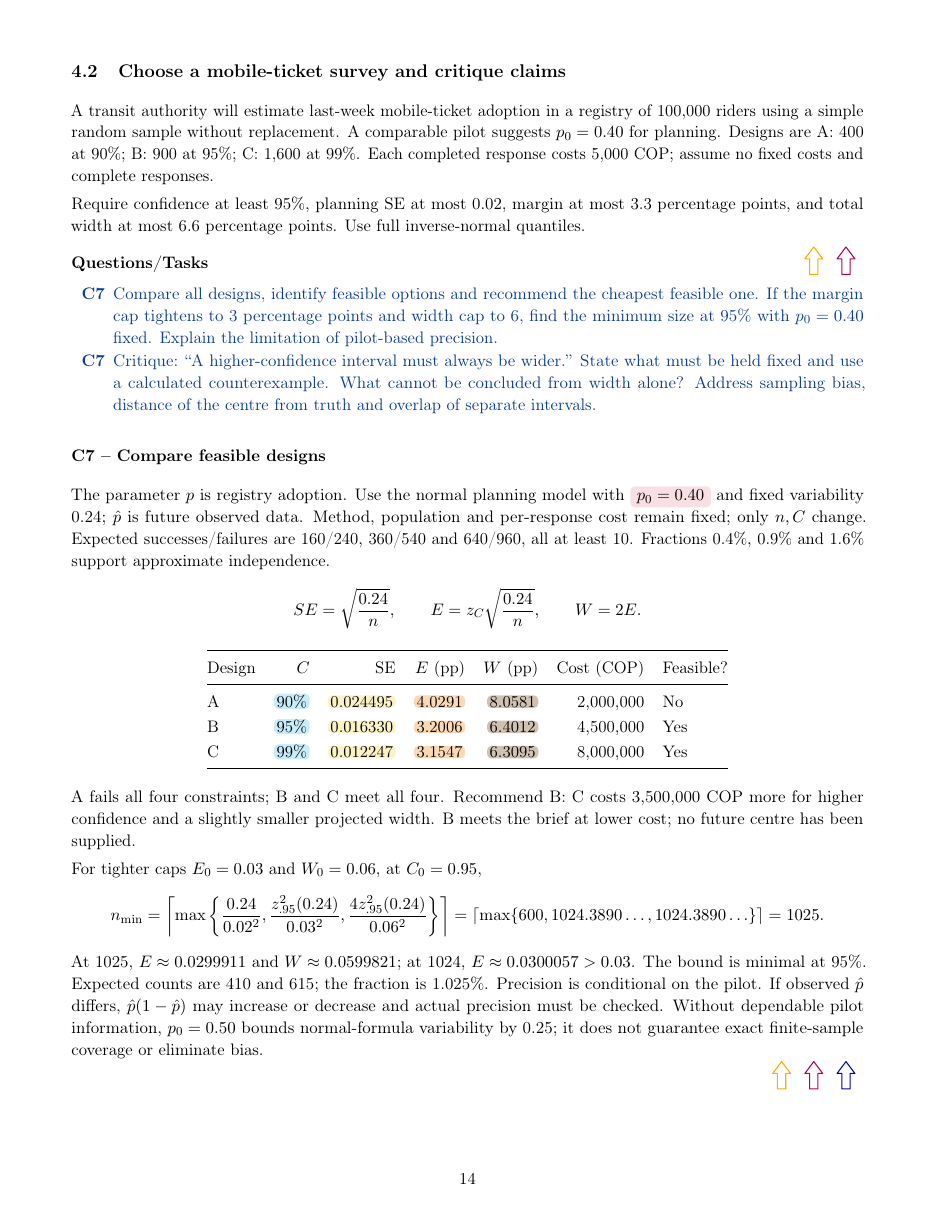 4.2 Choose a mobile-ticket survey and critique claims
A transit authority will estimate last-week mobile-ticket adoption in a registry of 100,000 riders using a simple
random sample without replacement. A comparable pilot suggests p₀ = 0.40 for planning. Designs are A: 400
at 90%; B: 900 at 95%; C: 1,600 at 99%. Each completed response costs 5,000 COP; assume no fixed costs and
complete responses.
Require confidence at least 95%, planning SE at most 0.02, margin at most 3.3 percentage points, and total
width at most 6.6 percentage points. Use full inverse-normal quantiles.
Questions/Tasks
C7 Compare all designs, identify feasible options and recommend the cheapest feasible one. If the margin
cap tightens to 3 percentage points and width cap to 6, find the minimum size at 95% with p₀ = 0.40
fixed. Explain the limitation of pilot-based precision.
C7 Critique: “A higher-confidence interval must always be wider.” State what must be held fixed and use
a calculated counterexample. What cannot be concluded from width alone? Address sampling bias,
distance of the centre from truth and overlap of separate intervals.
C7 – Compare feasible designs
The parameter p is registry adoption. Use the normal planning model with p₀ = 0.40 and fixed variability
0.24; p̂ is future observed data. Method, population and per-response cost remain fixed; only n, C change.
Expected successes/failures are 160/240, 360/540 and 640/960, all at least 10. Fractions 0.4%, 0.9% and 1.6%
support approximate independence.
SE = √(0.24/n), E = z_C √(0.24/n), W = 2E.
Design C SE E (pp) W (pp) Cost (COP) Feasible?
A 90% 0.024495 4.0291 8.0581 2,000,000 No
B 95% 0.016330 3.2006 6.4012 4,500,000 Yes
C 99% 0.012247 3.1547 6.3095 8,000,000 Yes
A fails all four constraints; B and C meet all four. Recommend B: C costs 3,500,000 COP more for higher
confidence and a slightly smaller projected width. B meets the brief at lower cost; no future centre has been
supplied.
For tighter caps E₀ = 0.03 and W₀ = 0.06, at C₀ = 0.95,
n_min = ⌈max{0.24/0.02², z²_.95(0.24)/0.03², 4z²_.95(0.24)/0.06²}⌉ = ⌈max{600, 1024.3890 . . . , 1024.3890 . . .}⌉ = 1025.
At 1025, E ≈ 0.0299911 and W ≈ 0.0599821; at 1024, E ≈ 0.0300057 > 0.03. The bound is minimal at 95%.
Expected counts are 410 and 615; the fraction is 1.025%. Precision is conditional on the pilot. If observed p̂
differs, p̂(1 − p̂) may increase or decrease and actual precision must be checked. Without dependable pilot
information, p₀ = 0.50 bounds normal-formula variability by 0.25; it does not guarantee exact finite-sample
coverage or eliminate bias.
14